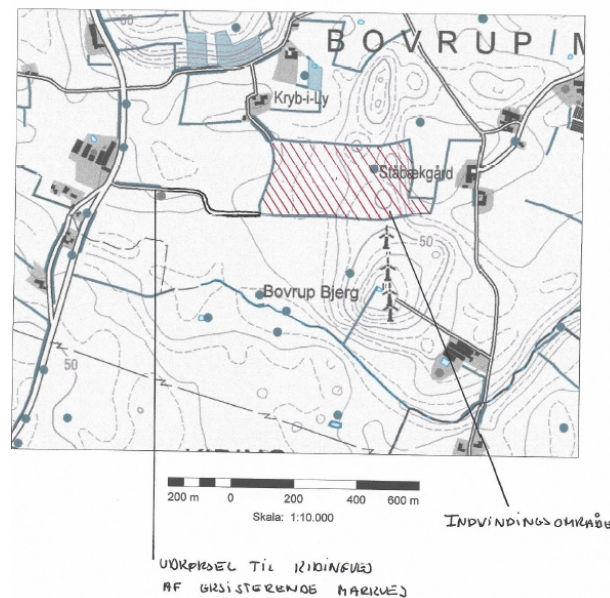 BOVRUP M
Kryb-i-Ly
Ståbækgård
50
Bovrup Bjerg
50
200 m 0 200 400 600 m
Skala: 1:10.000
INDVINDINGSOMRÅDE
UDKØRSEL TIL KIDINGVEJ
AF EKSISTERENDE MARKVEJ